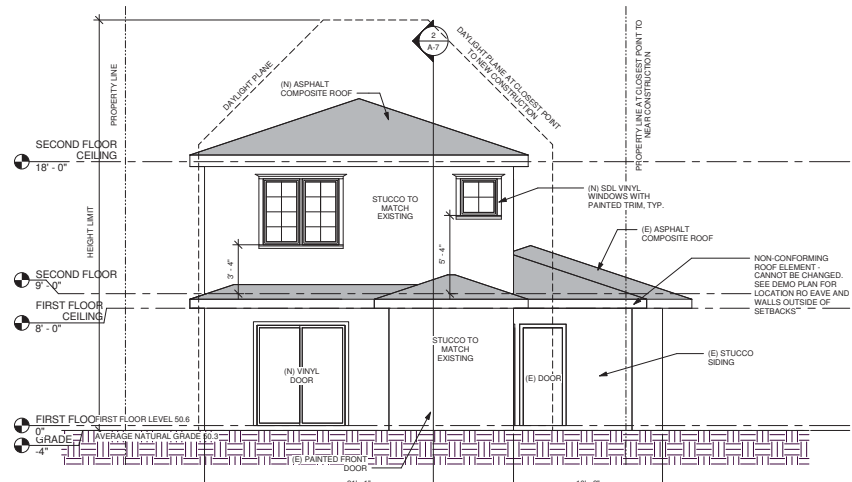 2
A-7
DAYLIGHT PLANE
DAYLIGHT PLANE AT CLOSEST POINT
TO NEW CONSTRUCTION
PROPERTY LINE
PROPERTY LINE AT CLOSEST POINT TO
NEAR CONSTRUCTION
HEIGHT LIMIT
(N) ASPHALT
COMPOSITE ROOF
SECOND FLOOR
CEILING
18' - 0"
STUCCO TO
MATCH
EXISTING
(N) SDL VINYL
WINDOWS WITH
PAINTED TRIM, TYP.
(E) ASPHALT
COMPOSITE ROOF
3' - 4"
5' - 4"
NON-CONFORMING
ROOF ELEMENT -
CANNOT BE CHANGED.
SEE DEMO PLAN FOR
LOCATION RO EAVE AND
WALLS OUTSIDE OF
SETBACKS
SECOND FLOOR
9' - 0"
FIRST FLOOR
CEILING
8' - 0"
STUCCO TO
MATCH
EXISTING
(N) VINYL
DOOR
(E) DOOR
(E) STUCCO
SIDING
FIRST FLOO
0"
FIRST FLOOR LEVEL 50.6
GRADE
-4"
AVERAGE NATURAL GRADE 50.3
(E) PAINTED FRONT
DOOR